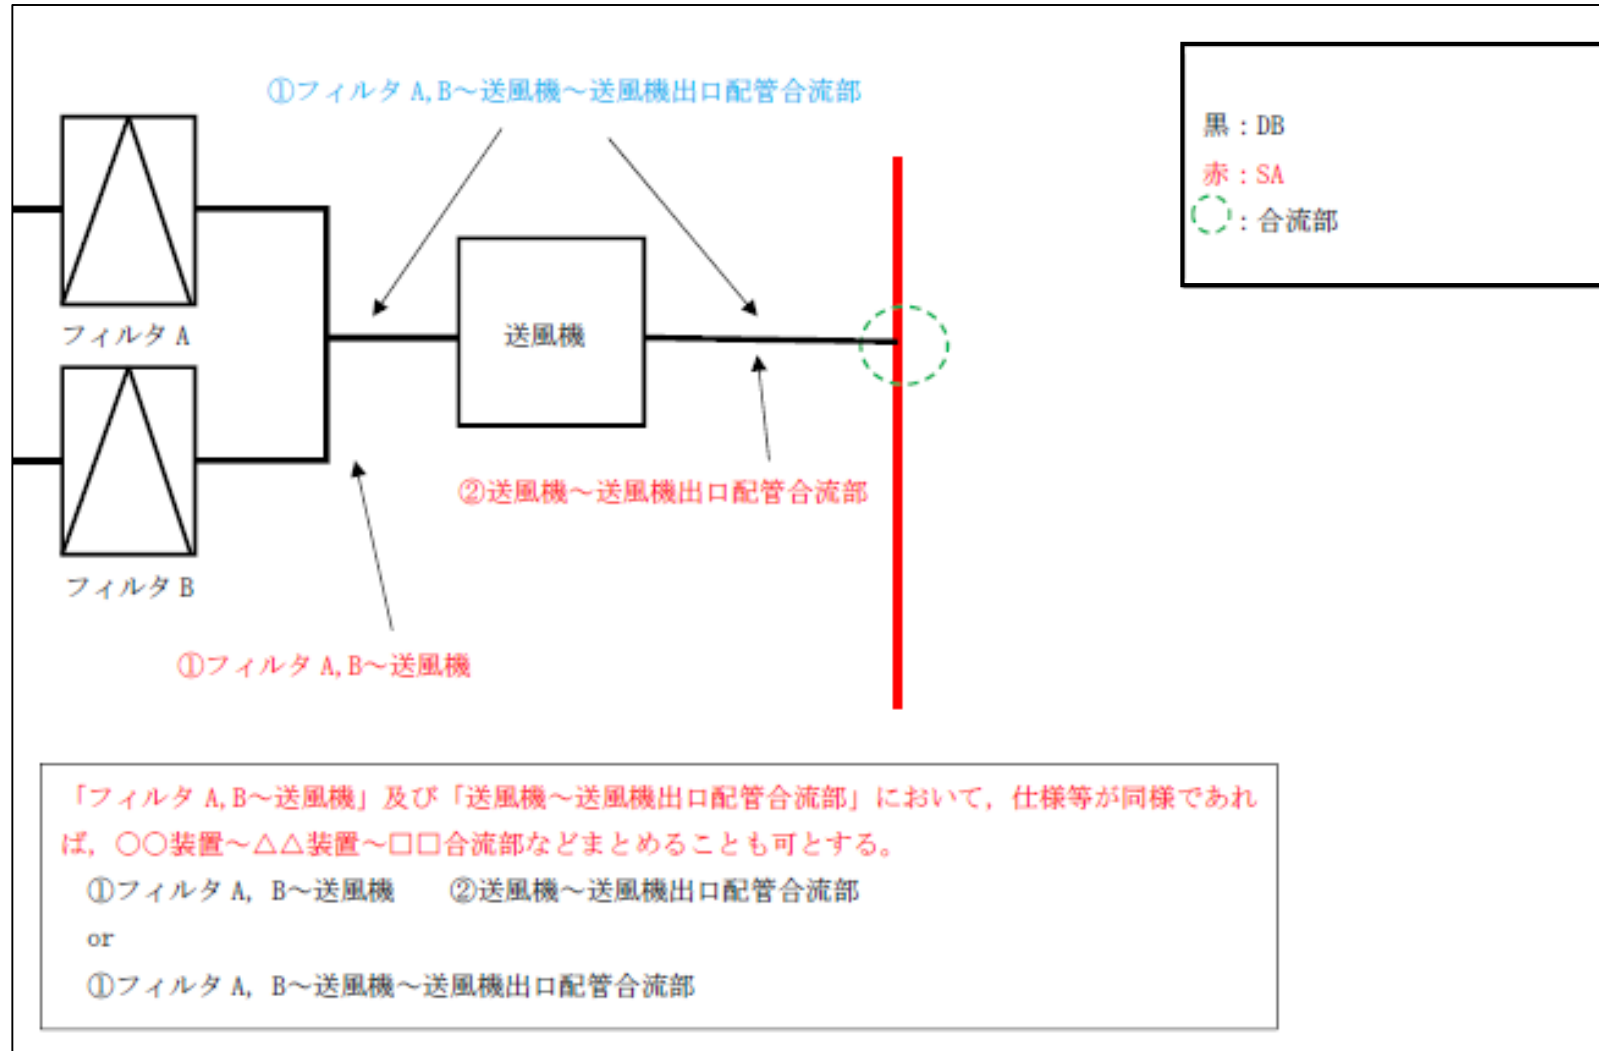 ①フィルタ A,B～送風機～送風機出口配管合流部
黒：DB
赤：SA
：合流部
フィルタ A
送風機
②送風機～送風機出口配管合流部
フィルタ B
①フィルタ A,B～送風機
「フィルタ A,B～送風機」及び「送風機～送風機出口配管合流部」において，仕様等が同様であれ
ば，○○装置～△△装置～□□合流部などまとめることも可とする。
①フィルタ A，B～送風機　②送風機～送風機出口配管合流部
or
①フィルタ A，B～送風機～送風機出口配管合流部